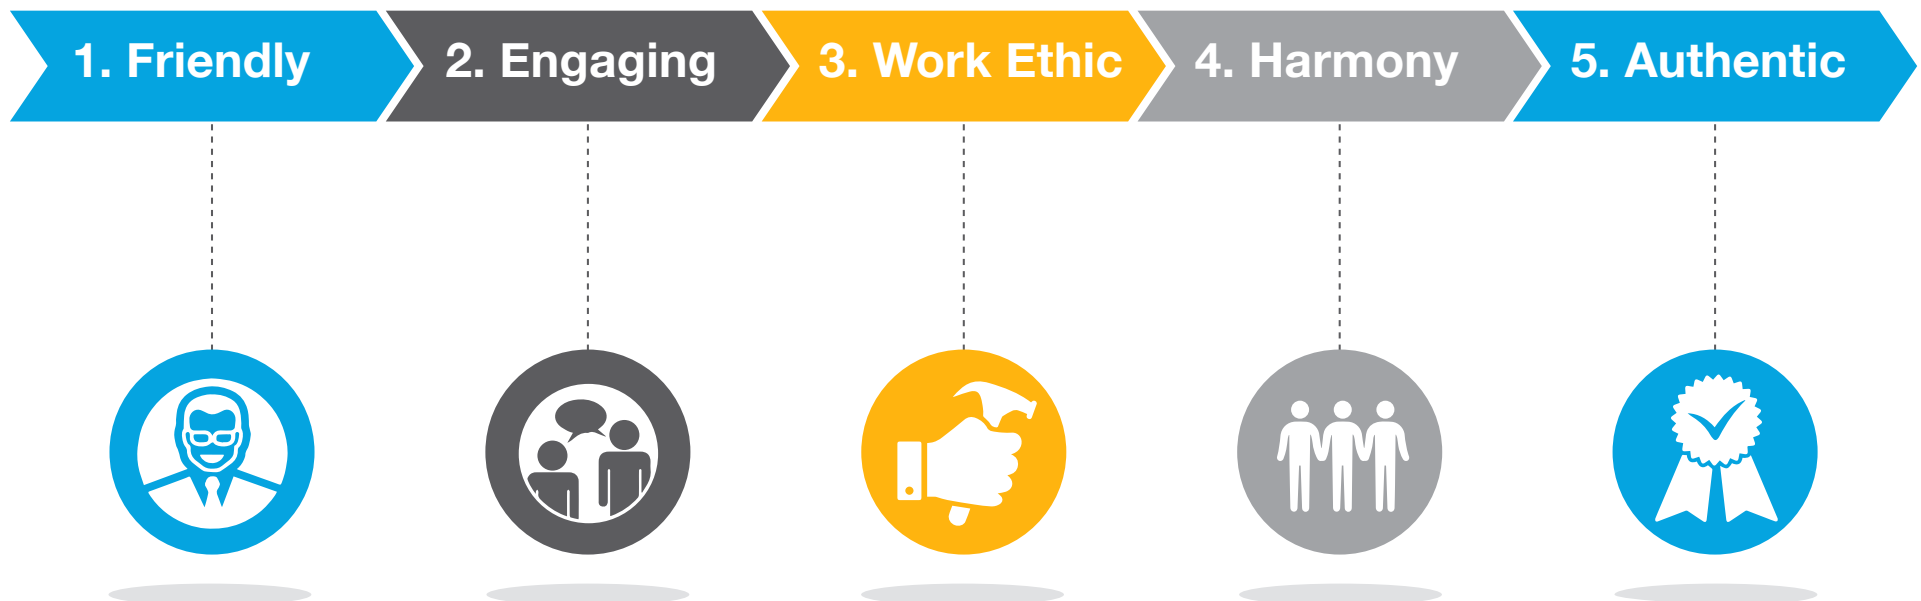 1. Friendly
2. Engaging
3. Work Ethic
4. Harmony
5. Authentic